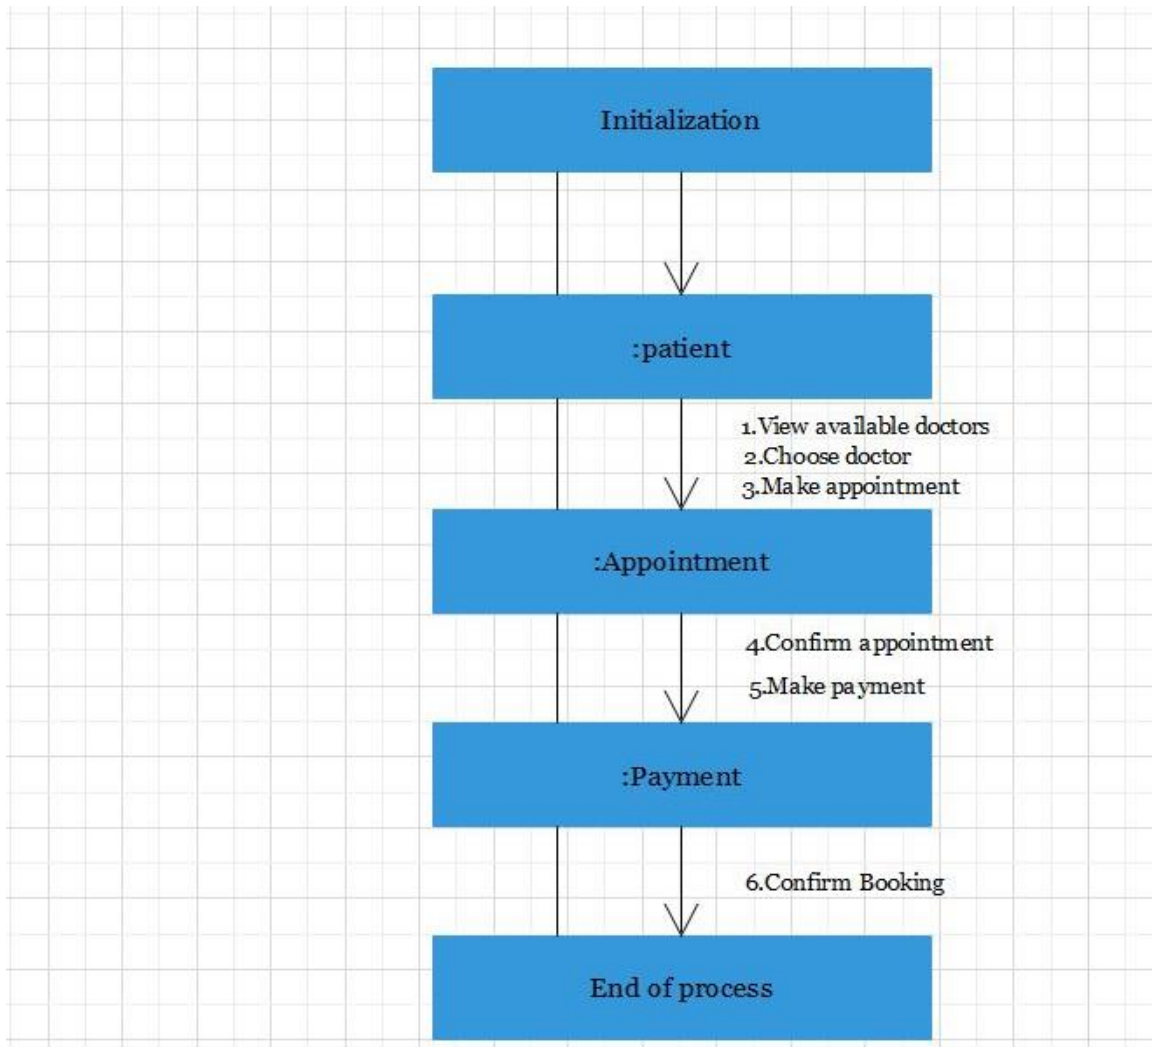 Initialization
:patient
1.View available doctors
2.Choose doctor
3.Make appointment
:Appointment
4.Confirm appointment
5.Make payment
:Payment
6.Confirm Booking
End of process